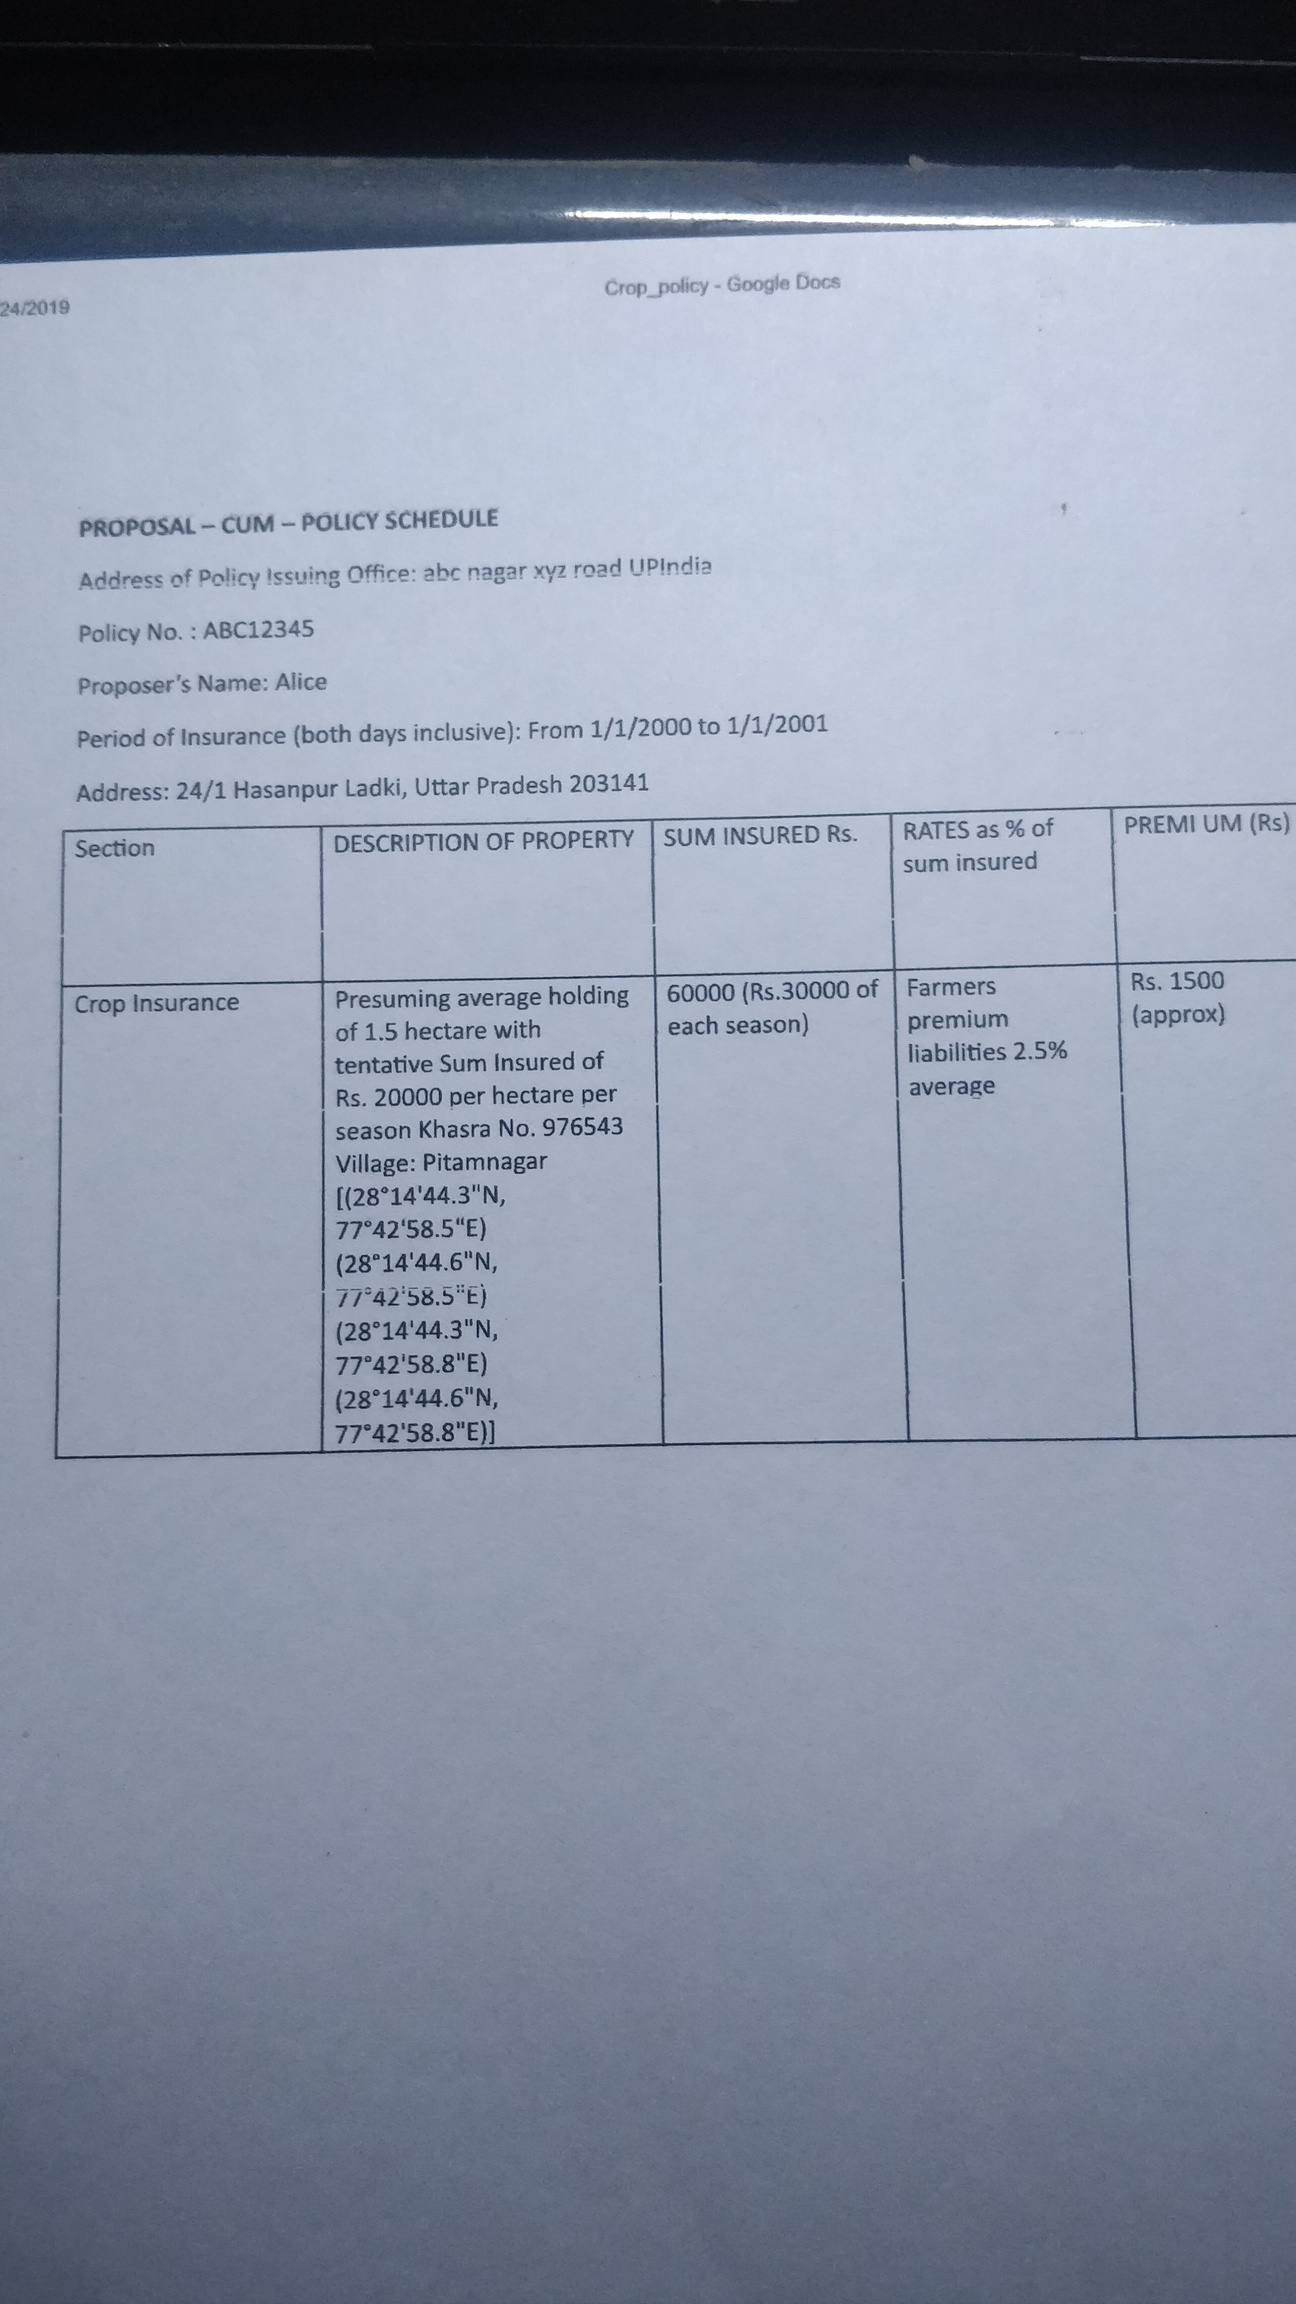 24/2019
Crop_policy - Google Docs
PROPOSAL – CUM – POLICY SCHEDULE
Address of Policy Issuing Office: abc nagar xyz road UPIndia
Policy No. : ABC12345
Proposer's Name: Alice
Period of Insurance (both days inclusive): From 1/1/2000 to 1/1/2001
Address: 24/1 Hasanpur Ladki, Uttar Pradesh 203141
Section
DESCRIPTION OF PROPERTY
SUM INSURED Rs.
RATES as % of
sum insured
PREMI UM (Rs)
Crop Insurance
Presuming average holding
of 1.5 hectare with
tentative Sum Insured of
Rs. 20000 per hectare per
season Khasra No. 976543
Village: Pitamnagar
[(28°14'44.3"N,
77°42'58.5"E)
(28°14'44.6"N,
77°42'58.5"E)
(28°14'44.3"N,
77°42'58.8"E)
(28°14'44.6"N,
77°42'58.8"E)]
60000 (Rs.30000 of
each season)
Farmers
premium
liabilities 2.5%
average
Rs. 1500
(approx)